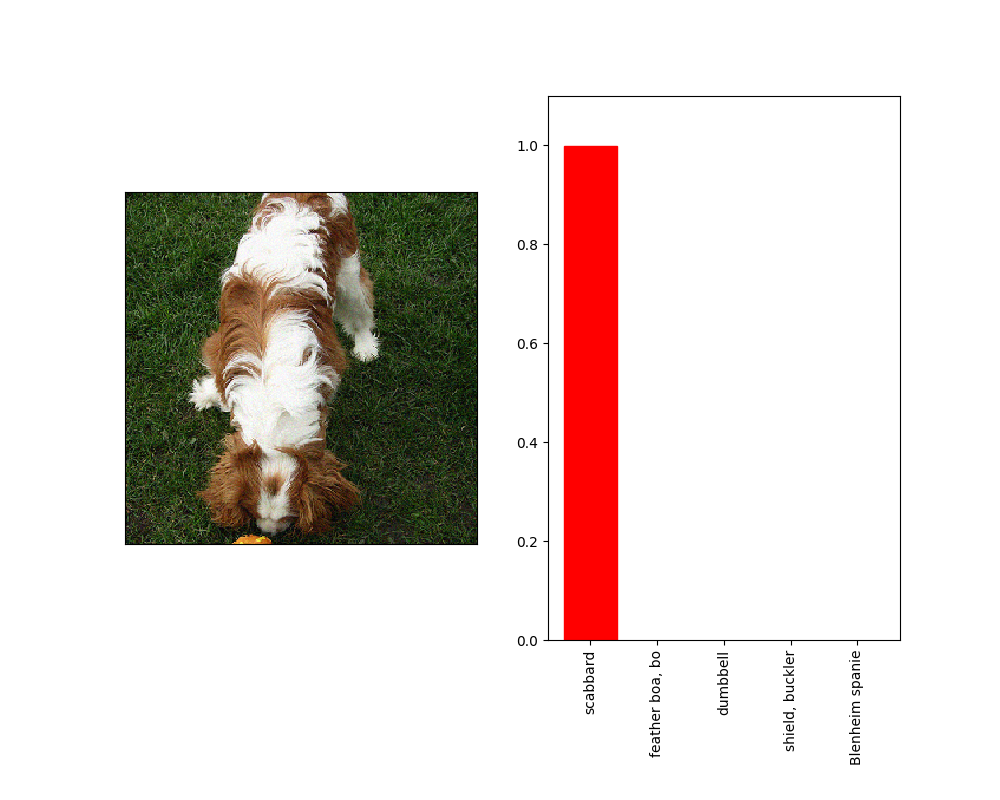 1.0
0.8
0.6
0.4
0.2
0.0
scabbard
feather boa, bo
dumbbell
shield, buckler
Blenheim spanie